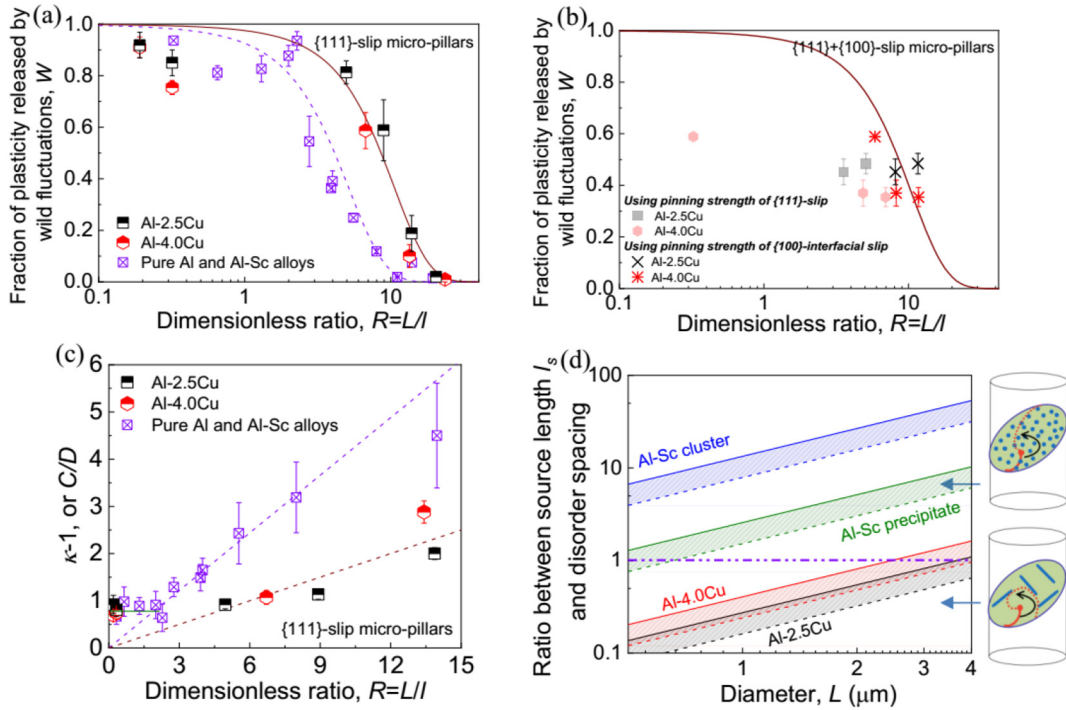 (a)
Fraction of plasticity released by
wild fluctuations, W
1.0
0.8
0.6
0.4
0.2
0.0
{111}-slip micro-pillars
Al-2.5Cu
Al-4.0Cu
Pure Al and Al-Sc alloys
0.1
1
10
Dimensionless ratio, R=L/l
(b)
Fraction of plasticity released by
wild fluctuations, W
1.0
0.8
0.6
0.4
0.2
0.0
{111}+{100}-slip micro-pillars
Using pinning strength of {111}-slip
Al-2.5Cu
Al-4.0Cu
Using pinning strength of {100}-interfacial slip
Al-2.5Cu
Al-4.0Cu
0.1
1
10
Dimensionless ratio, R=L/l
(c)
κ-1, or C/D
6
5
4
3
2
1
0
Al-2.5Cu
Al-4.0Cu
Pure Al and Al-Sc alloys
{111}-slip micro-pillars
0
3
6
9
12
15
Dimensionless ratio, R=L/l
(d)
Ratio between source length l_s
and disorder spacing
100
10
1
0.1
Al-Sc cluster
Al-Sc precipitate
Al-4.0Cu
Al-2.5Cu
1
2
3
4
Diameter, L (μm)